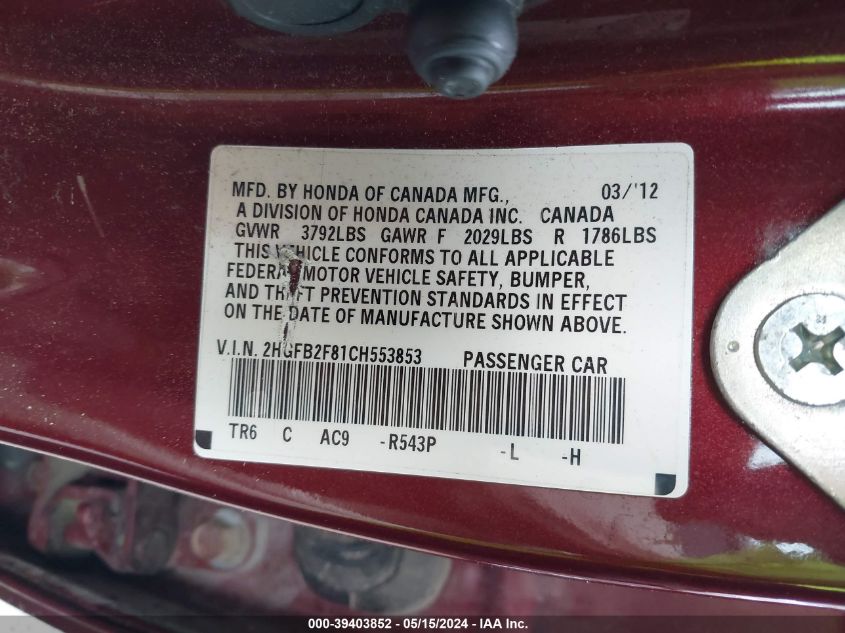 MFD. BY HONDA OF CANADA MFG., 03/'12
A DIVISION OF HONDA CANADA INC. CANADA
GVWR 3792LBS GAWR F 2029LBS R 1786LBS
THIS VEHICLE CONFORMS TO ALL APPLICABLE
FEDERAL MOTOR VEHICLE SAFETY, BUMPER,
AND THEFT PREVENTION STANDARDS IN EFFECT
ON THE DATE OF MANUFACTURE SHOWN ABOVE.
V.I.N. 2HGFB2F81CH553853 PASSENGER CAR
TR6 C AC9 -R543P -L -H
000-39403852 - 05/15/2024 - IAA Inc.